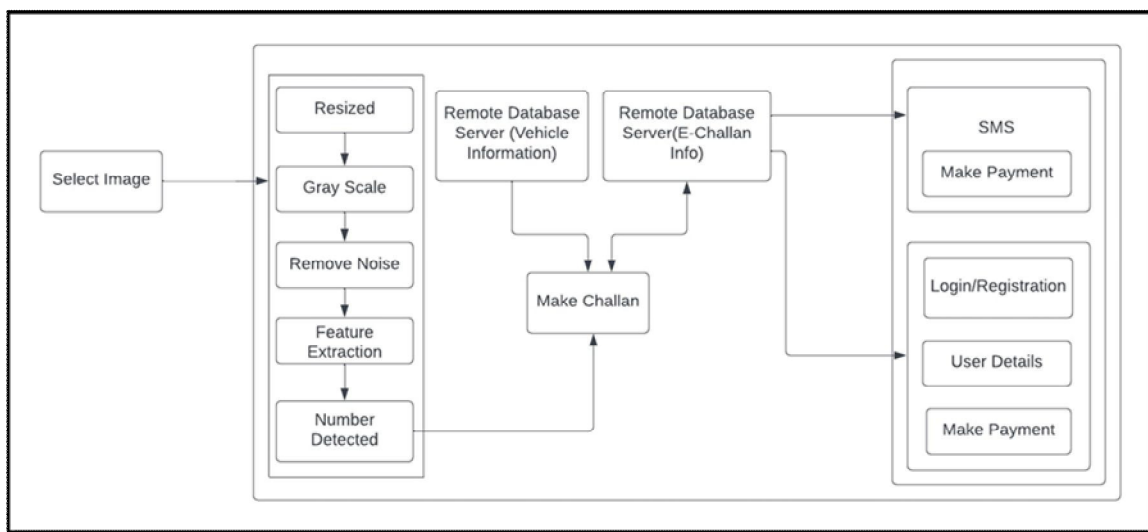 Select Image
Resized
Gray Scale
Remove Noise
Feature
Extraction
Number
Detected
Remote Database
Server (Vehicle
Information)
Remote Database
Server(E-Challan
Info)
Make Challan
SMS
Make Payment
Login/Registration
User Details
Make Payment